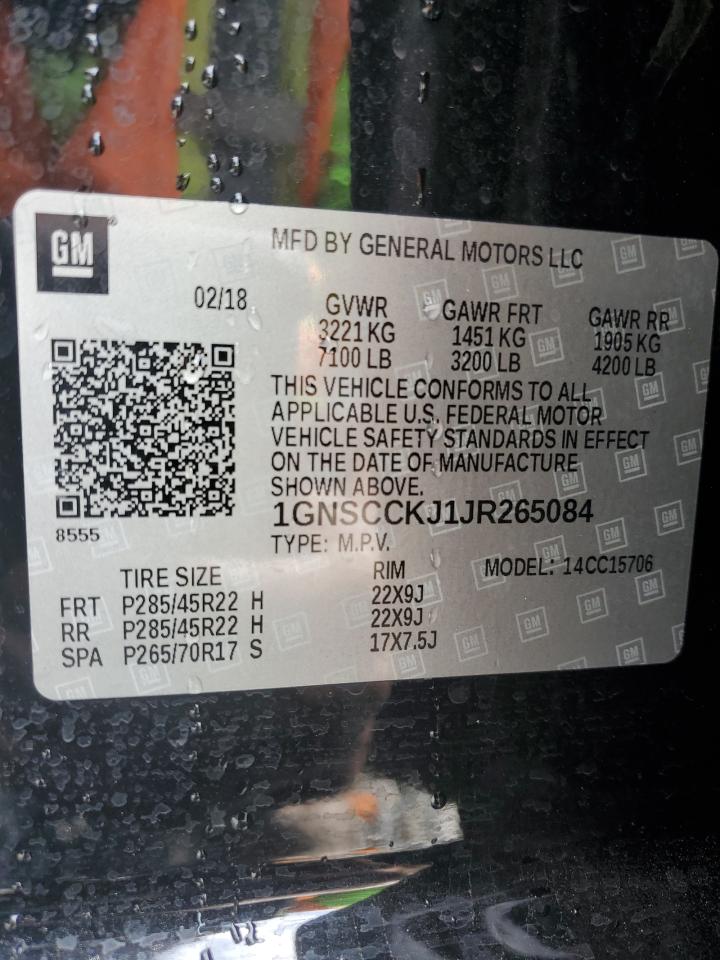 GM
MFD BY GENERAL MOTORS LLC
02/18
GVWR GAWR FRT GAWR RR
3221 KG 1451 KG 1905 KG
7100 LB 3200 LB 4200 LB
THIS VEHICLE CONFORMS TO ALL
APPLICABLE U.S. FEDERAL MOTOR
VEHICLE SAFETY STANDARDS IN EFFECT
ON THE DATE OF MANUFACTURE
SHOWN ABOVE.
8555
1GNSCCKJ1JR265084
TYPE: M.P.V. MODEL: 14CC15706
TIRE SIZE RIM
FRT P285/45R22 H 22X9J
RR P285/45R22 H 22X9J
SPA P265/70R17 S 17X7.5J